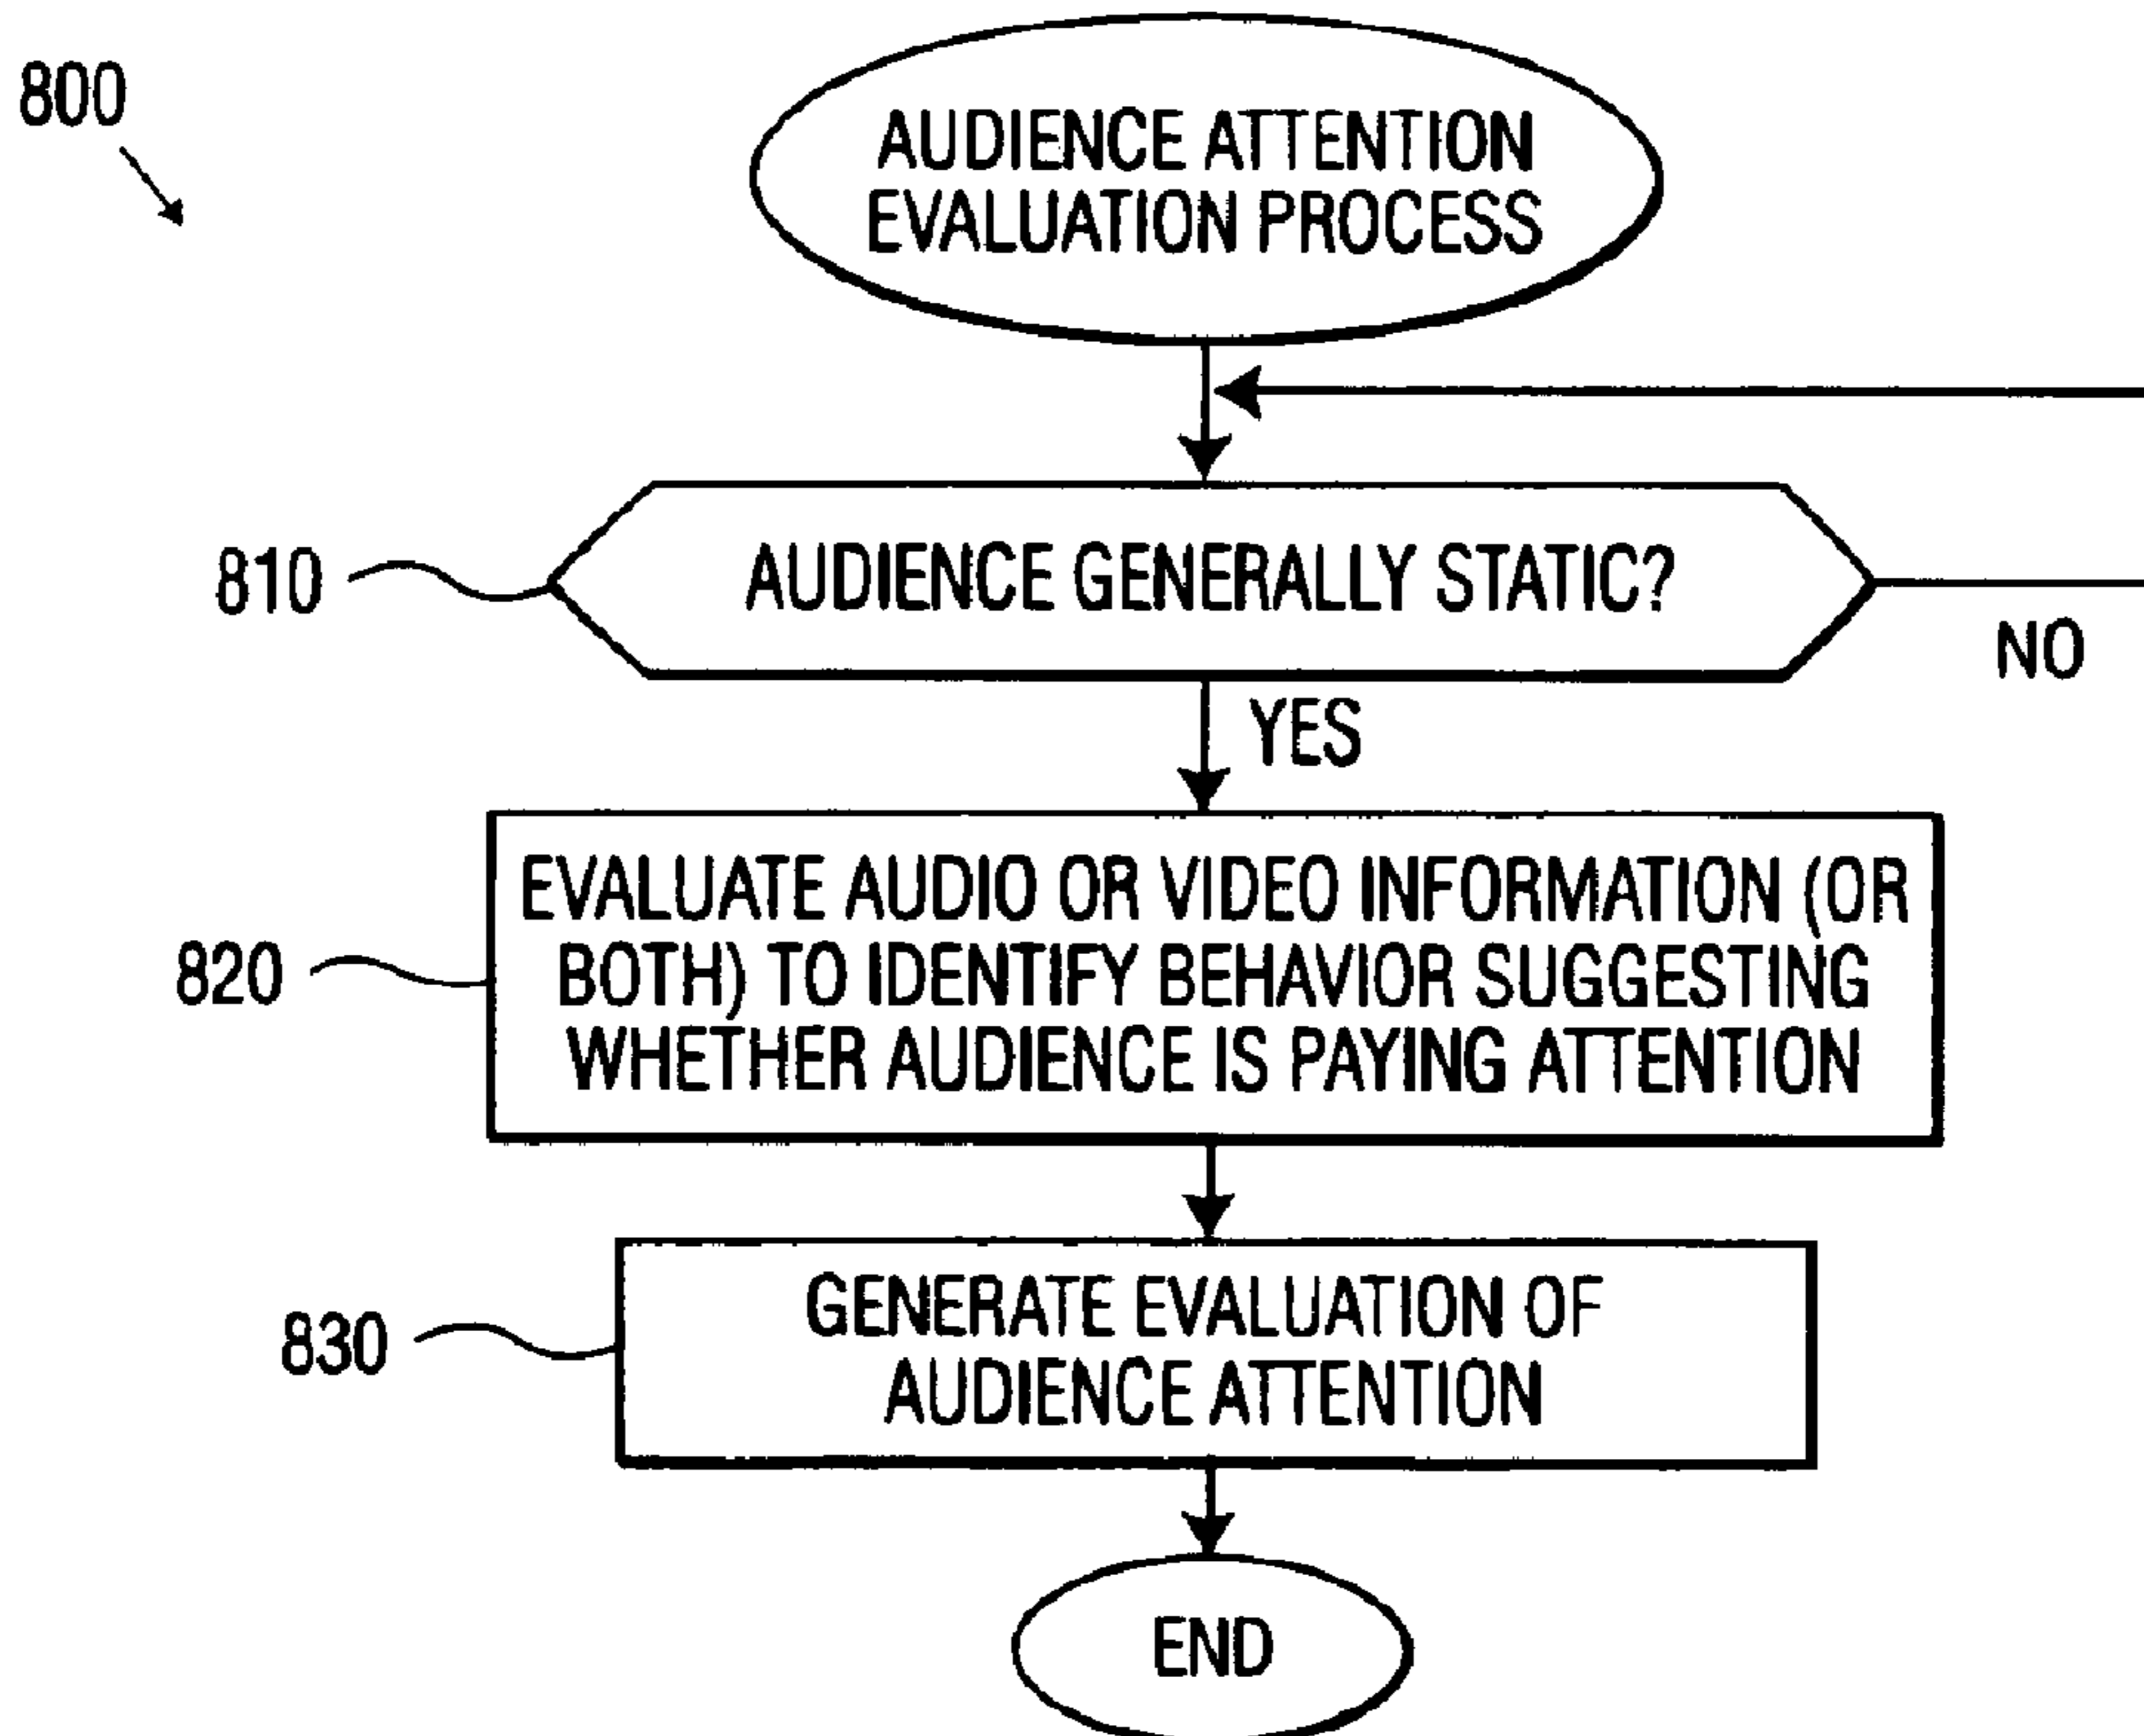 800
AUDIENCE ATTENTION
EVALUATION PROCESS
810
AUDIENCE GENERALLY STATIC?
NO
YES
820
EVALUATE AUDIO OR VIDEO INFORMATION (OR
BOTH) TO IDENTIFY BEHAVIOR SUGGESTING
WHETHER AUDIENCE IS PAYING ATTENTION
830
GENERATE EVALUATION OF
AUDIENCE ATTENTION
END